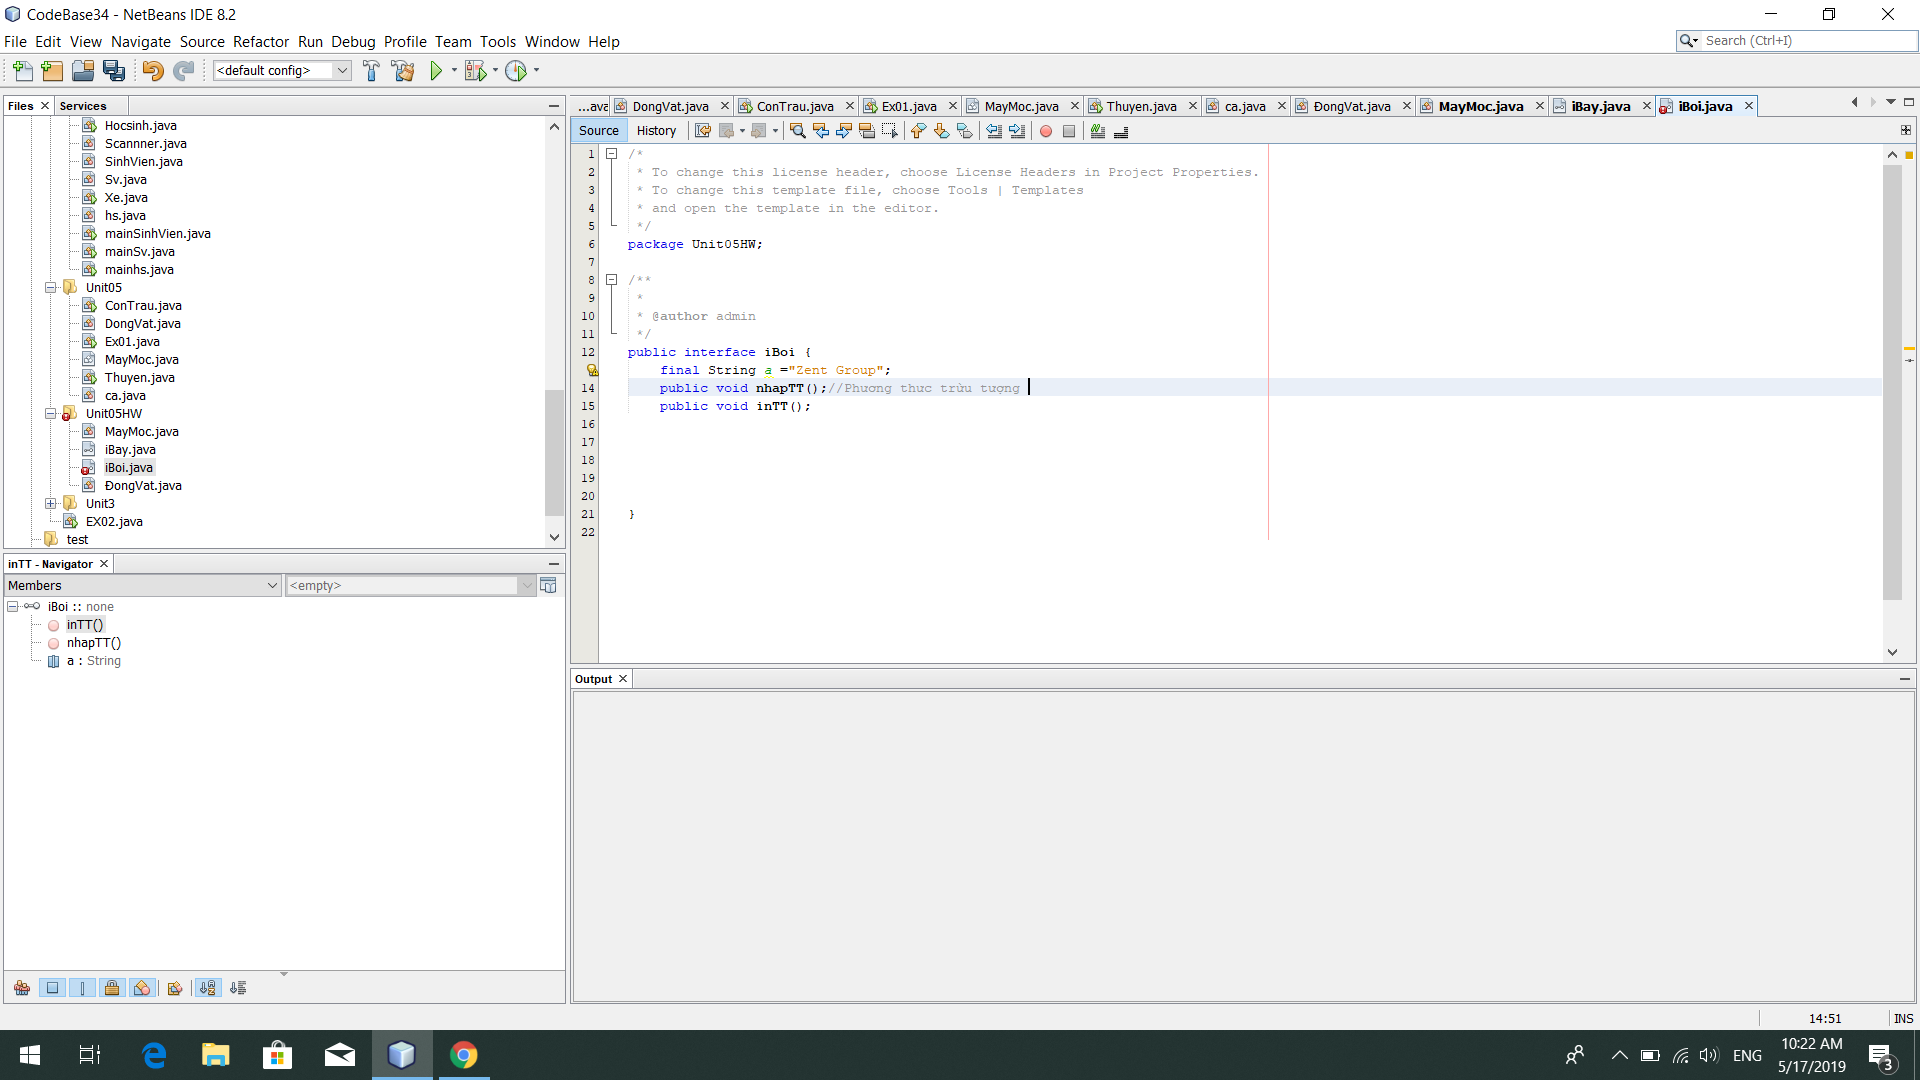 CodeBase34 - NetBeans IDE 8.2
File Edit View Navigate Source Refactor Run Debug Profile Team Tools Window Help
Search (Ctrl+I)
<default config>
Files Services
Hocsinh.java
Scannner.java
SinhVien.java
Sv.java
Xe.java
hs.java
mainSinhVien.java
mainSv.java
mainhs.java
Unit05
ConTrau.java
DongVat.java
Ex01.java
MayMoc.java
Thuyen.java
ca.java
Unit05HW
MayMoc.java
iBay.java
iBoi.java
ĐongVat.java
Unit3
EX02.java
test
inTT - Navigator
Members
<empty>
iBoi :: none
inTT()
nhapTT()
a : String
...ava DongVat.java ConTrau.java Ex01.java MayMoc.java Thuyen.java ca.java ĐongVat.java MayMoc.java iBay.java iBoi.java
Source History
1 /*
2 * To change this license header, choose License Headers in Project Properties.
3 * To change this template file, choose Tools | Templates
4 * and open the template in the editor.
5 */
6 package Unit05HW;
7
8 /**
9 *
10 * @author admin
11 */
12 public interface iBoi {
final String a ="Zent Group";
14 public void nhapTT();//Phương thưc trừu tượng
15 public void inTT();
16
17
18
19
20
21 }
22
Output
14:51 INS
ENG
10:22 AM
5/17/2019
3